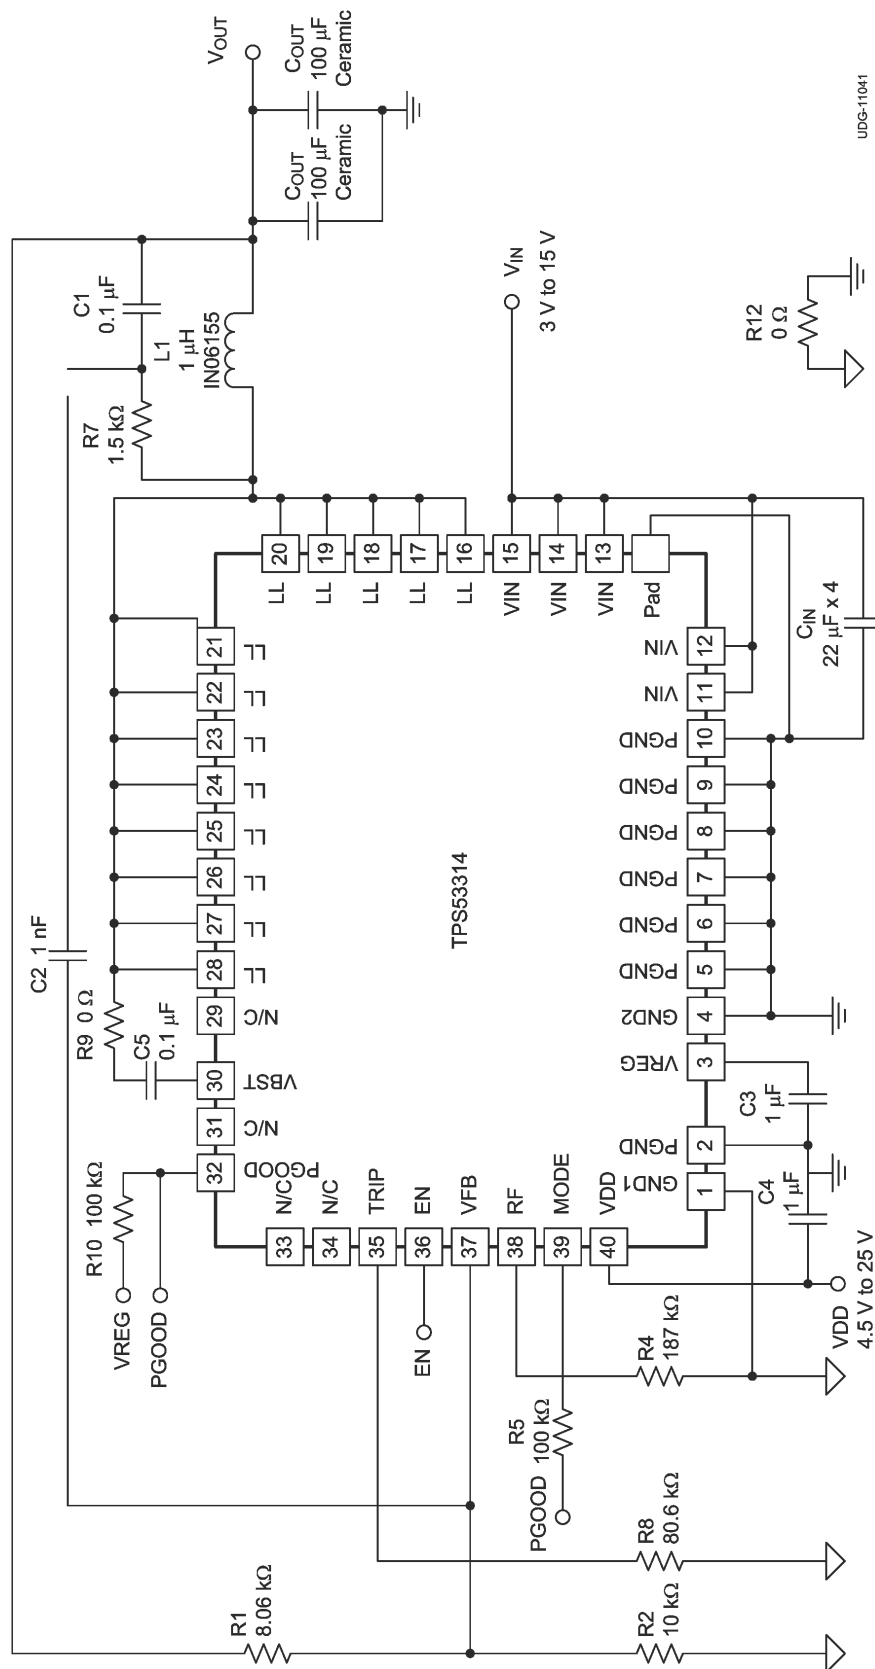 R1
8.06 kΩ
R2
10 kΩ
R8
80.6 kΩ
PGOOD
R5
100 kΩ
R4
187 kΩ
VDD
4.5 V to 25 V
VREG
PGOOD
R10 100 kΩ
EN
33
N/C
34
N/C
35
TRIP
36
EN
37
VFB
38
RF
39
MODE
40
VDD
32
PGOOD
31
N/C
30
VBST
29
N/C
28
LL
27
LL
26
LL
25
LL
24
LL
23
LL
22
LL
21
LL
C5
0.1 µF
R9 0 Ω
C2 1 nF
TPS53314
1
GND1
2
PGND
3
VREG
4
GND2
5
PGND
6
PGND
7
PGND
8
PGND
9
PGND
10
PGND
11
VIN
12
VIN
C4
1 µF
C3
1 µF
20
LL
19
LL
18
LL
17
LL
16
LL
15
VIN
14
VIN
13
VIN
Pad
CIN
22 µF x 4
R7
1.5 kΩ
C1
0.1 µF
L1
1 µH
IN06155
COUT
100 µF
Ceramic
COUT
100 µF
Ceramic
VOUT
VIN
3 V to 15 V
R12
0 Ω
UDG-11041